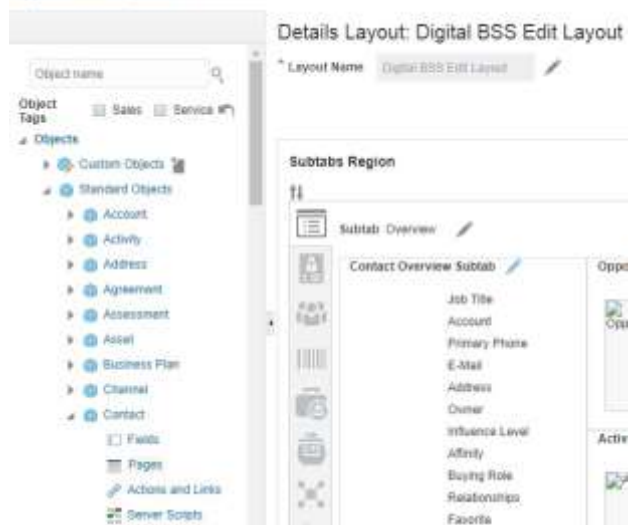 Details Layout: Digital BSS Edit Layout
* Layout Name Digital BSS Edit Layout
Object name
Object Tags Sales Service
Objects
Custom Objects
Standard Objects
Account
Activity
Address
Agreement
Assessment
Asset
Business Plan
Channel
Contact
Fields
Pages
Actions and Links
Server Scripts
Subtabs Region
Subtab Overview
Contact Overview Subtab
Job Title
Account
Primary Phone
E-Mail
Address
Owner
Influence Level
Affinity
Buying Role
Relationships
Favorite
Oppo
Opp
Activ